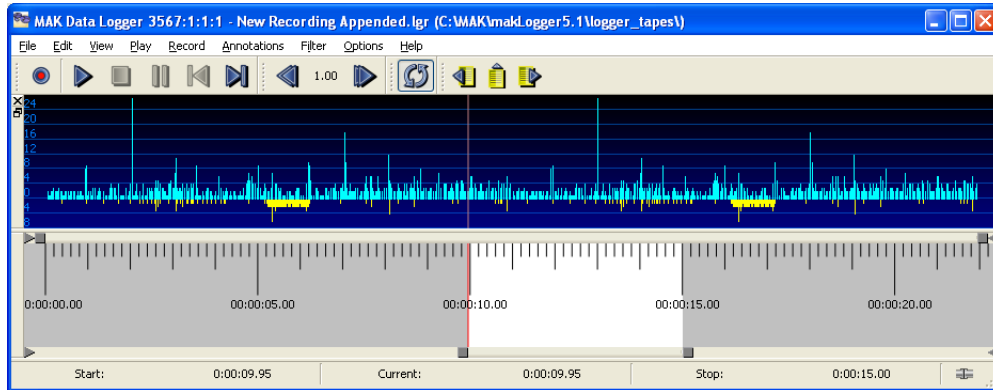 MAK Data Logger 3567:1:1:1 - New Recording Appended.lgr (C:\MAK\makLogger5.1\logger_tapes\)
File Edit View Play Record Annotations Filter Options Help
1.00
24
20
16
12
8
4
0
4
8
0:00:00.00 00:00:05.00 00:00:10.00 00:00:15.00 00:00:20.00
Start: 0:00:09.95 Current: 0:00:09.95 Stop: 0:00:15.00